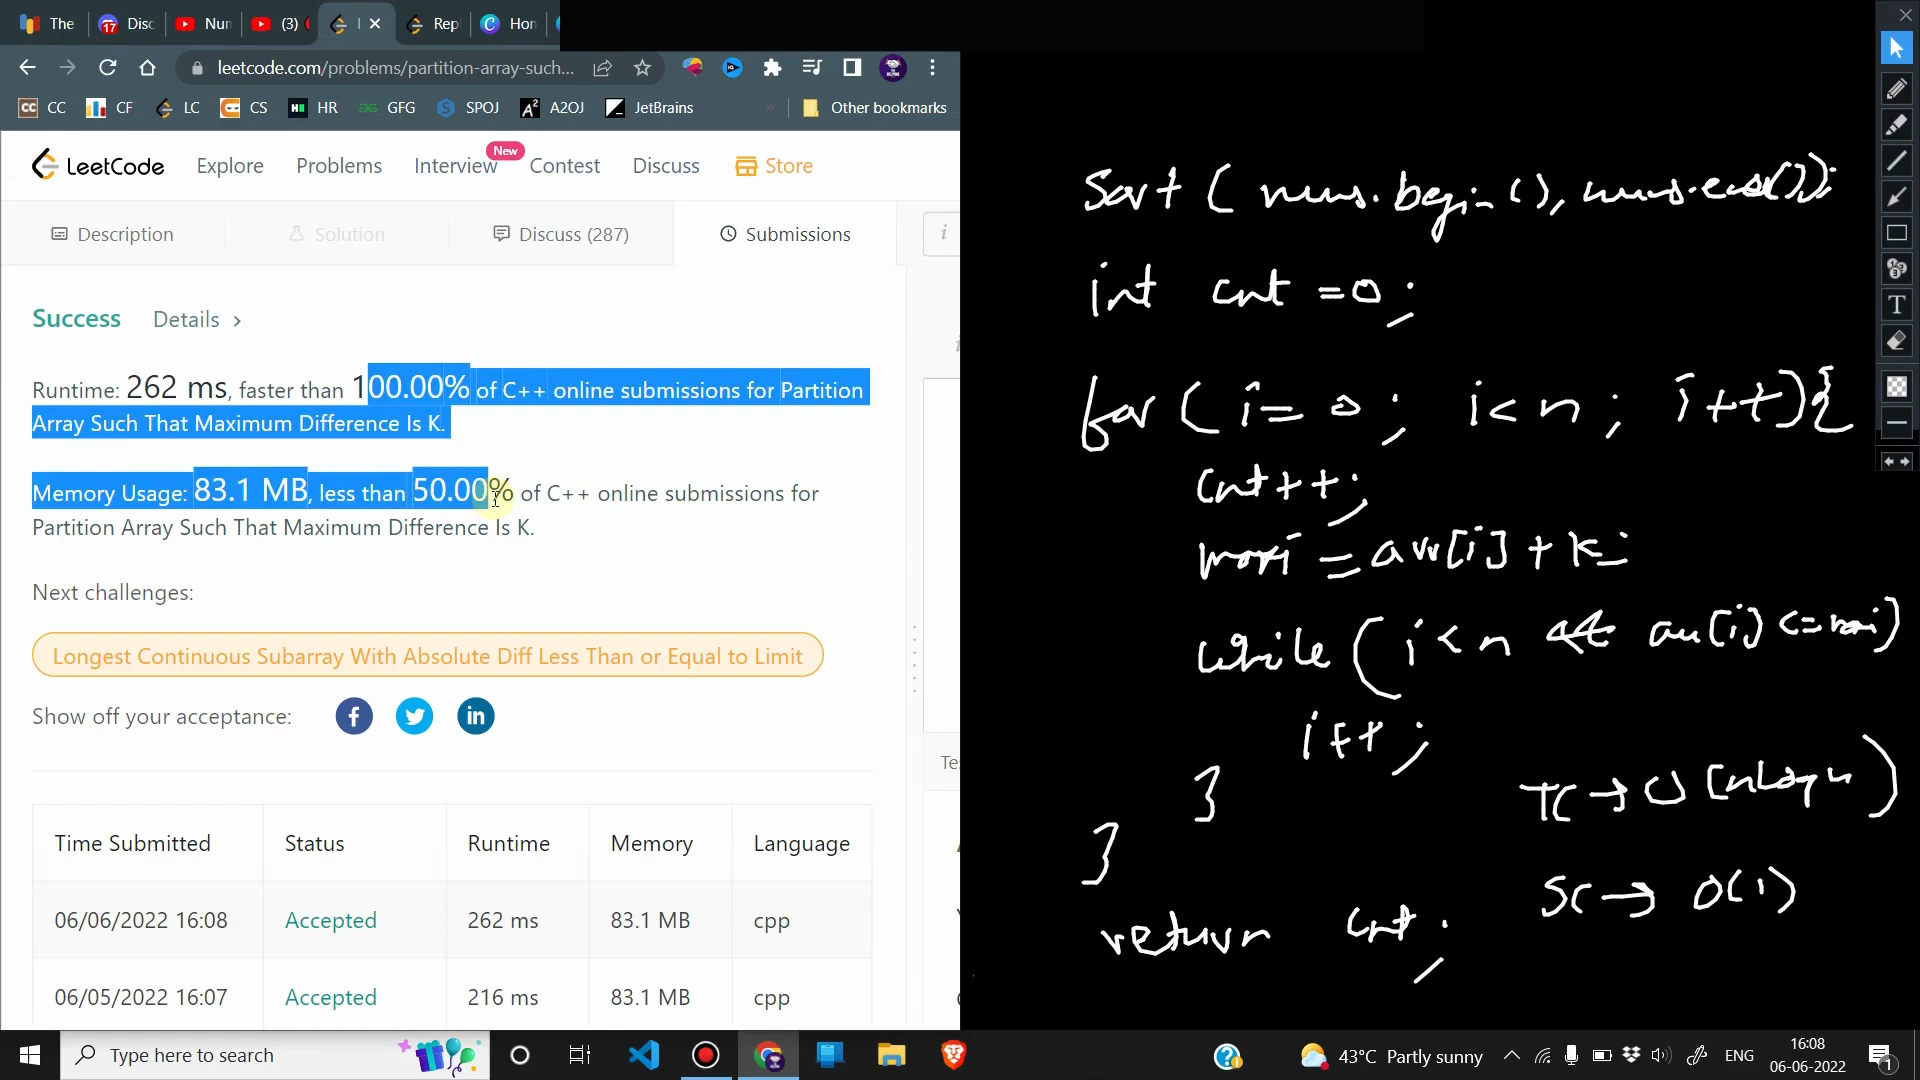 The
Disc
Nun
(3)
Rep
Hon
leetcode.com/problems/partition-array-such...
CC CC
CF
LC
CS
HR
GFG
SPOJ
A2OJ
JetBrains
»
Other bookmarks
LeetCode
Explore
Problems
Interview
New
Contest
Discuss
Store
Description
Solution
Discuss (287)
Submissions
i
Success
Details >
Runtime: 262 ms, faster than 100.00% of C++ online submissions for Partition
Array Such That Maximum Difference Is K.
Memory Usage: 83.1 MB, less than 50.00% of C++ online submissions for
Partition Array Such That Maximum Difference Is K.
Next challenges:
Longest Continuous Subarray With Absolute Diff Less Than or Equal to Limit
Show off your acceptance:
Te
Time Submitted Status Runtime Memory Language
06/06/2022 16:08 Accepted 262 ms 83.1 MB cpp
06/05/2022 16:07 Accepted 216 ms 83.1 MB cpp
Sort ( nums.begin(), nums.end());
int cnt =0;
for ( i= 0; i<n; i++){
cnt++;
maxi = arr[i] + k;
while ( i<n && arr[i] <=maxi)
i++;
}
TC → O (nlogn)
}
SC → O(1)
return cnt;
Type here to search
43°C Partly sunny
ENG
16:08
06-06-2022
1